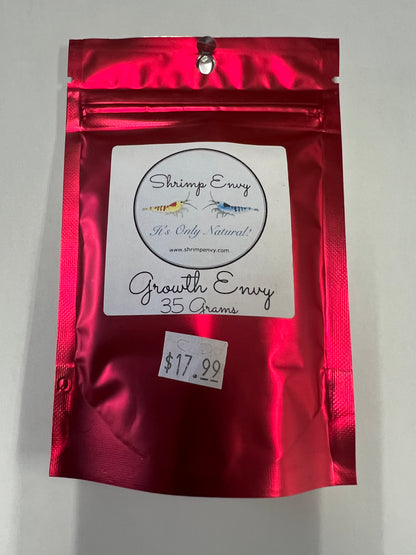 Shrimp Envy
It's Only Natural!
www.shrimpenvy.com
Growth Envy
35 Grams
$17.99